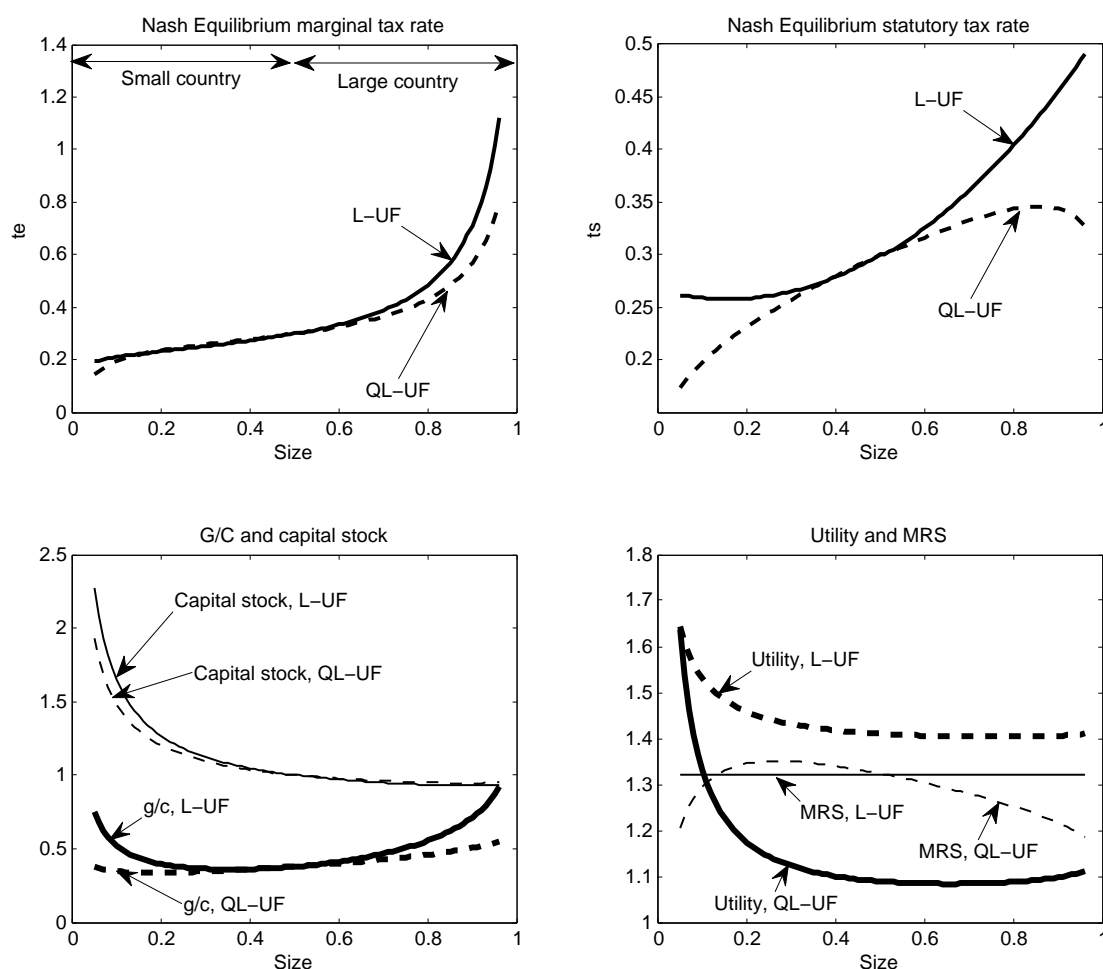 Nash Equilibrium marginal tax rate
1.4
1.2
1
0.8
0.6
0.4
0.2
0
te
Small country
Large country
L−UF
QL−UF
0
0.2
0.4
0.6
0.8
1
Size
Nash Equilibrium statutory tax rate
0.5
0.45
0.4
0.35
0.3
0.25
0.2
ts
L−UF
QL−UF
0
0.2
0.4
0.6
0.8
1
Size
G/C and capital stock
2.5
2
1.5
1
0.5
0
Capital stock, L−UF
Capital stock, QL−UF
g/c, L−UF
g/c, QL−UF
0
0.2
0.4
0.6
0.8
1
Size
Utility and MRS
1.8
1.7
1.6
1.5
1.4
1.3
1.2
1.1
1
Utility, L−UF
MRS, L−UF
MRS, QL−UF
Utility, QL−UF
0
0.2
0.4
0.6
0.8
1
Size